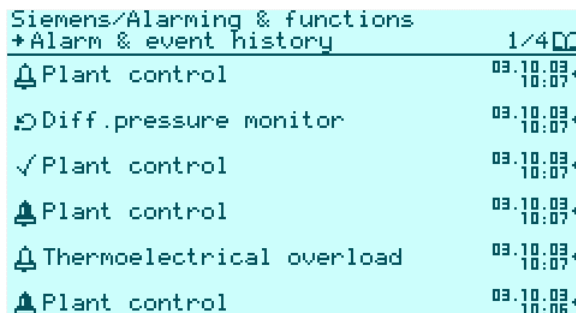 Siemens/Alarming & functions
→Alarm & event history 1/4
Plant control 03.10.03 10:07
Diff.pressure monitor 03.10.03 10:07
Plant control 03.10.03 10:07
Plant control 03.10.03 10:07
Thermoelectrical overload 03.10.03 10:07
Plant control 03.10.03 10:06